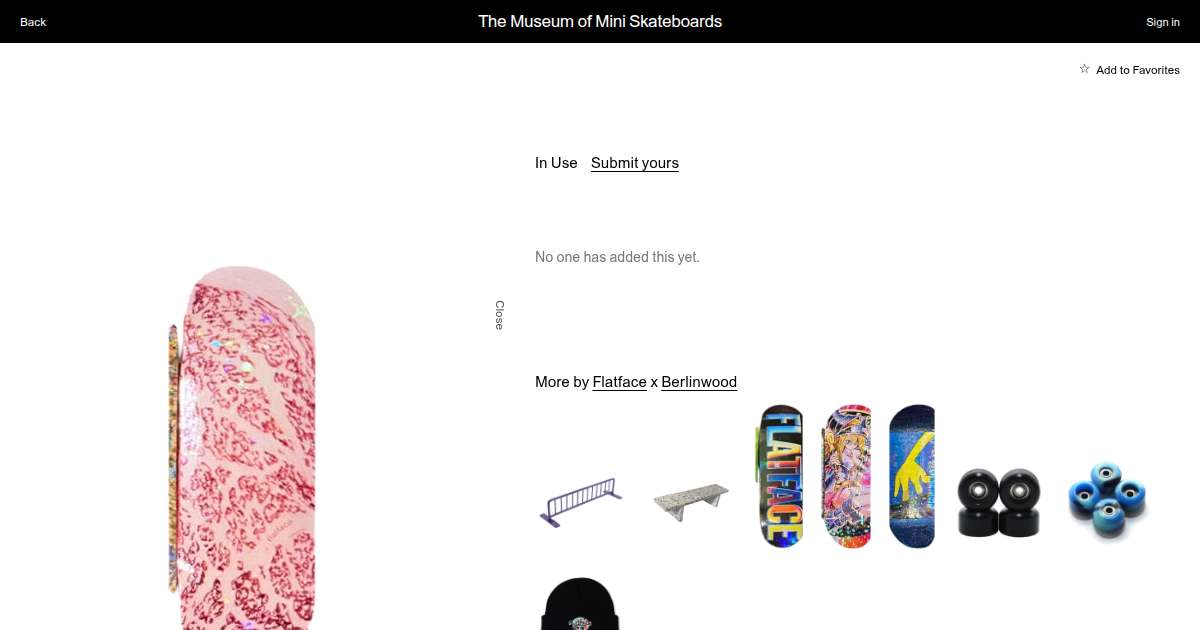 Back
The Museum of Mini Skateboards
Sign in
☆ Add to Favorites
In Use Submit yours
No one has added this yet.
Close
More by Flatface x Berlinwood
FLATFACE
flatface